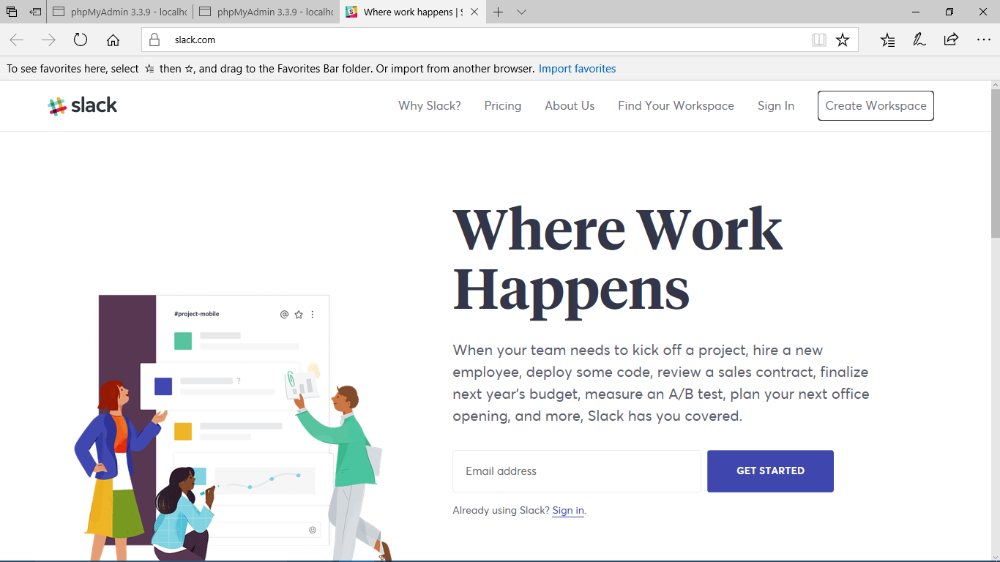 phpMyAdmin 3.3.9 - localho
phpMyAdmin 3.3.9 - localho
Where work happens | S
slack.com
To see favorites here, select then ☆, and drag to the Favorites Bar folder. Or import from another browser. Import favorites
slack
Why Slack?
Pricing
About Us
Find Your Workspace
Sign In
Create Workspace
Where Work
Happens
When your team needs to kick off a project, hire a new
employee, deploy some code, review a sales contract, finalize
next year's budget, measure an A/B test, plan your next office
opening, and more, Slack has you covered.
Email address
GET STARTED
Already using Slack? Sign in.
#project-mobile
@
?